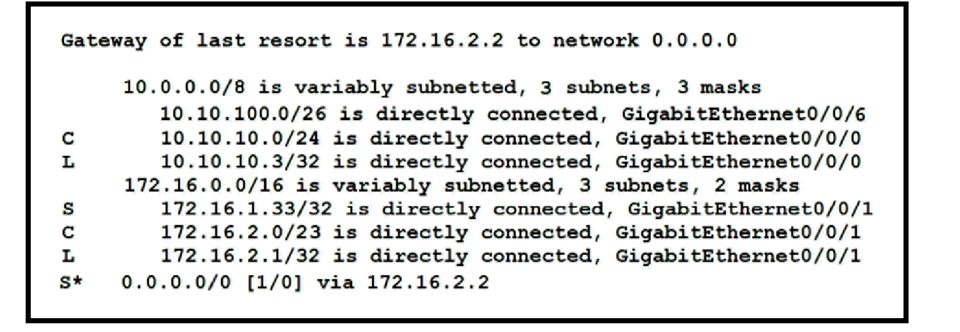 Gateway of last resort is 172.16.2.2 to network 0.0.0.0
10.0.0.0/8 is variably subnetted, 3 subnets, 3 masks
10.10.100.0/26 is directly connected, GigabitEthernet0/0/6
C 10.10.10.0/24 is directly connected, GigabitEthernet0/0/0
L 10.10.10.3/32 is directly connected, GigabitEthernet0/0/0
172.16.0.0/16 is variably subnetted, 3 subnets, 2 masks
S 172.16.1.33/32 is directly connected, GigabitEthernet0/0/1
C 172.16.2.0/23 is directly connected, GigabitEthernet0/0/1
L 172.16.2.1/32 is directly connected, GigabitEthernet0/0/1
S* 0.0.0.0/0 [1/0] via 172.16.2.2